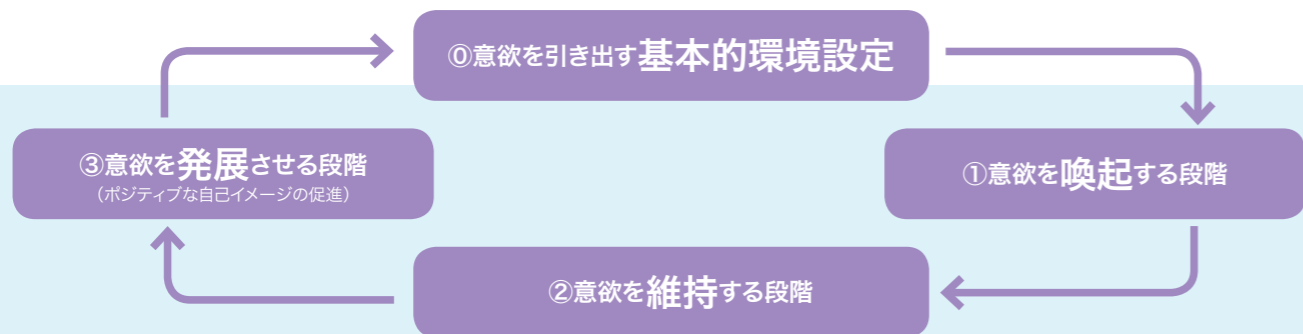 ⓪意欲を引き出す基本的環境設定
①意欲を喚起する段階
②意欲を維持する段階
③意欲を発展させる段階
（ポジティブな自己イメージの促進）